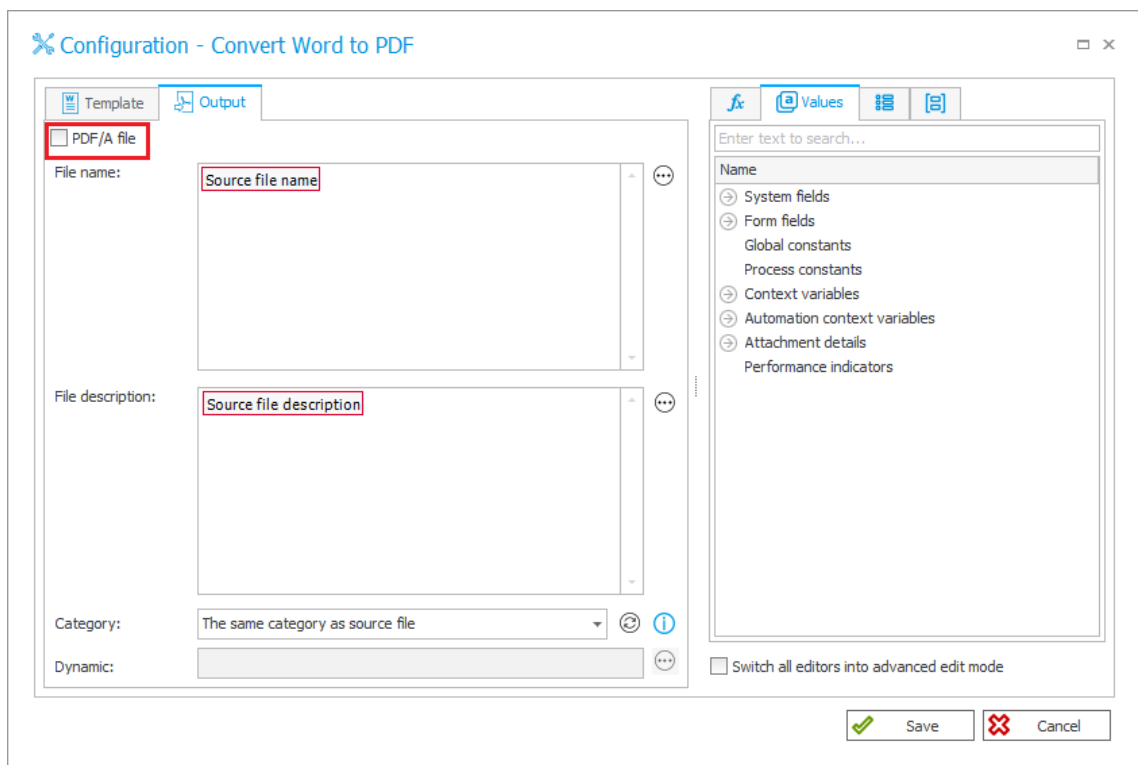 Configuration - Convert Word to PDF
Template
Output
PDF/A file
File name:
Source file name
File description:
Source file description
Category:
The same category as source file
Dynamic:
fx
Values
Enter text to search...
Name
System fields
Form fields
Global constants
Process constants
Context variables
Automation context variables
Attachment details
Performance indicators
Switch all editors into advanced edit mode
Save
Cancel